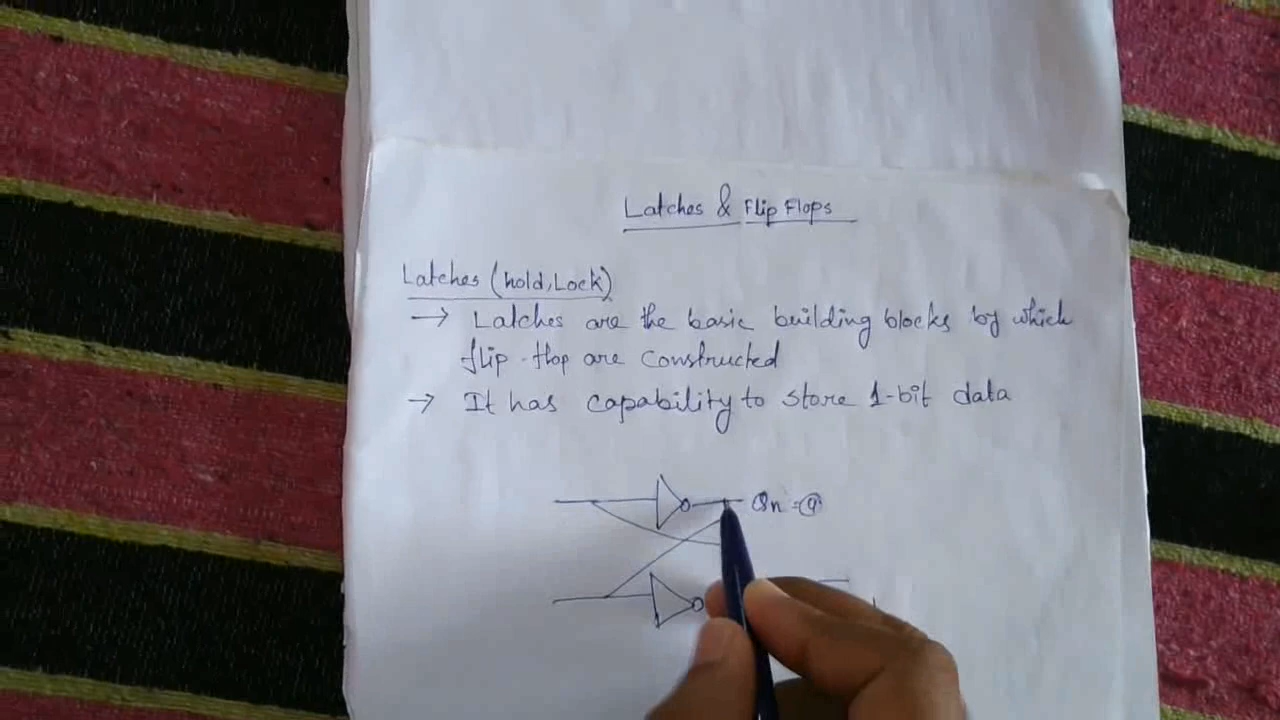 Latches & Flip Flops
Latches (hold, Lock)
→ Latches are the basic building blocks by which
flip-flop are constructed
→ It has capability to store 1-bit data
Qn =